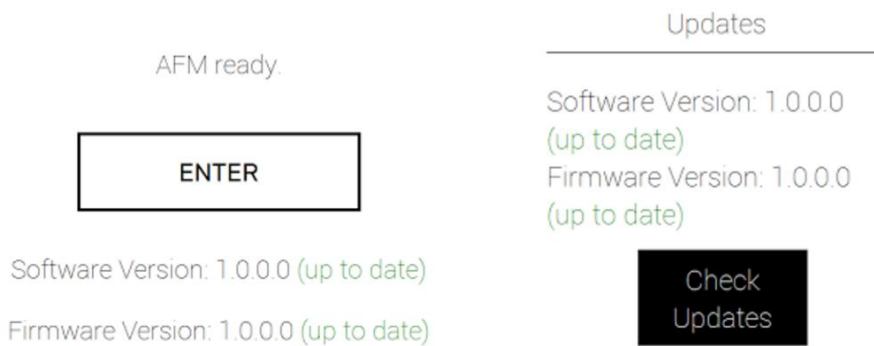 AFM ready.
ENTER
Software Version: 1.0.0.0 (up to date)
Firmware Version: 1.0.0.0 (up to date)
Updates
Software Version: 1.0.0.0
(up to date)
Firmware Version: 1.0.0.0
(up to date)
Check
Updates